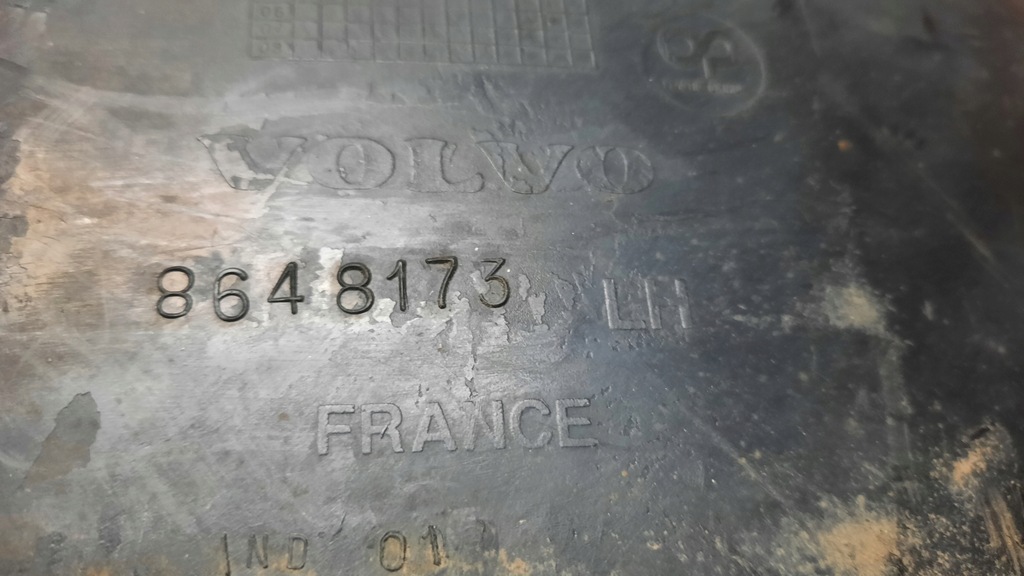 VOLVO
8648173 LH
FRANCE
IND 01